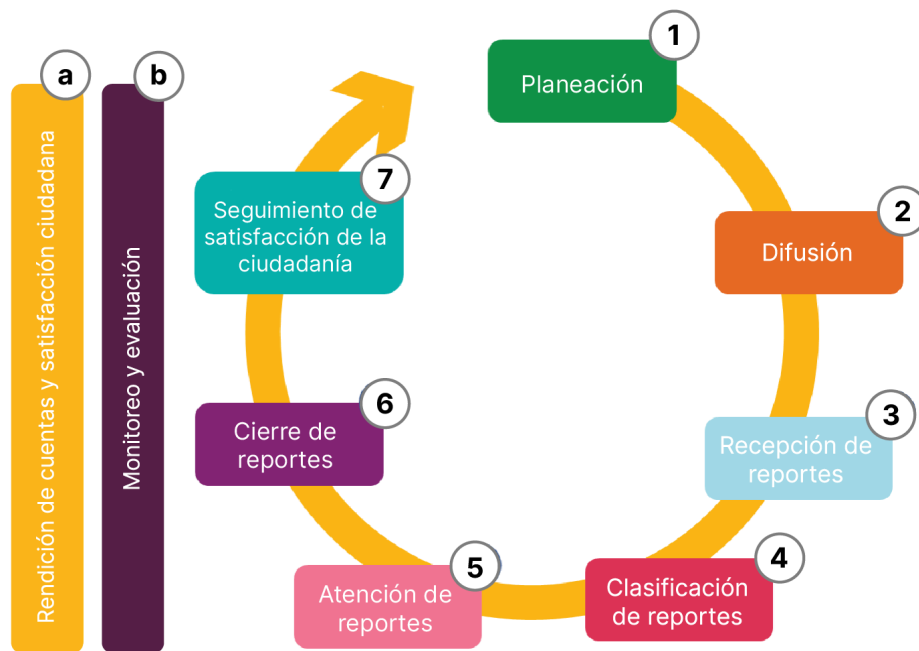 a
Rendición de cuentas y satisfacción ciudadana
b
Monitoreo y evaluación
1
Planeación
2
Difusión
3
Recepción de
reportes
4
Clasificación
de reportes
5
Atención de
reportes
6
Cierre de
reportes
7
Seguimiento de
satisfacción de la
ciudadanía